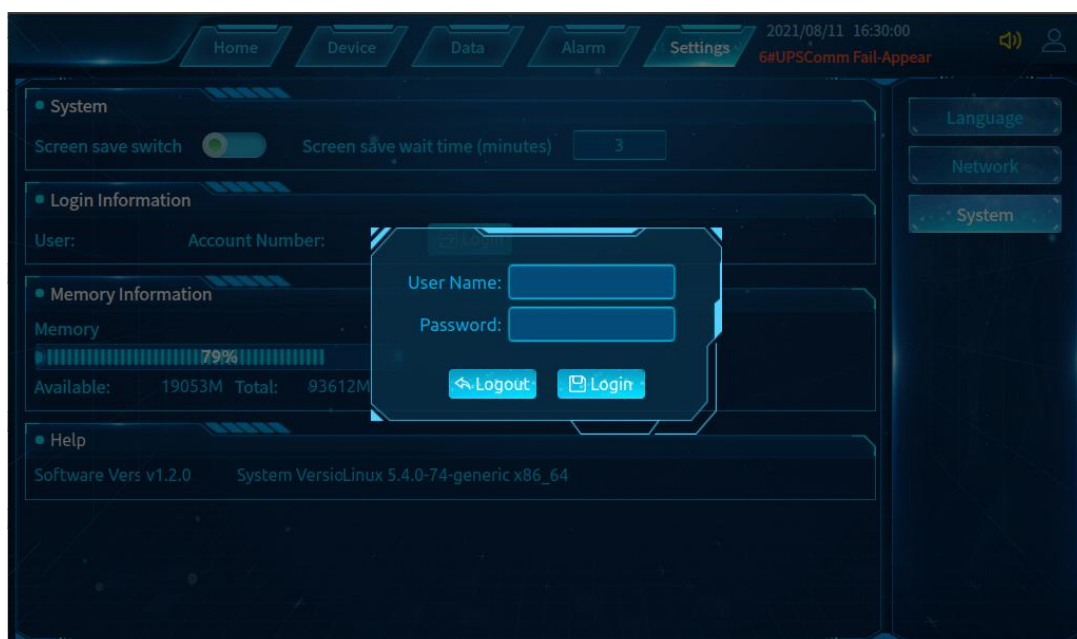 Home Device Data Alarm Settings
2021/08/11 16:30:00
6#UPSComm Fail-Appear
System
Screen save switch Screen save wait time (minutes) 3
Login Information
User: Account Number: Login
Memory Information
Memory
79%
Available: 19053M Total: 93612M
Help
Software Vers v1.2.0 System VersioLinux 5.4.0-74-generic x86_64
User Name:
Password:
Logout Login
Language
Network
System